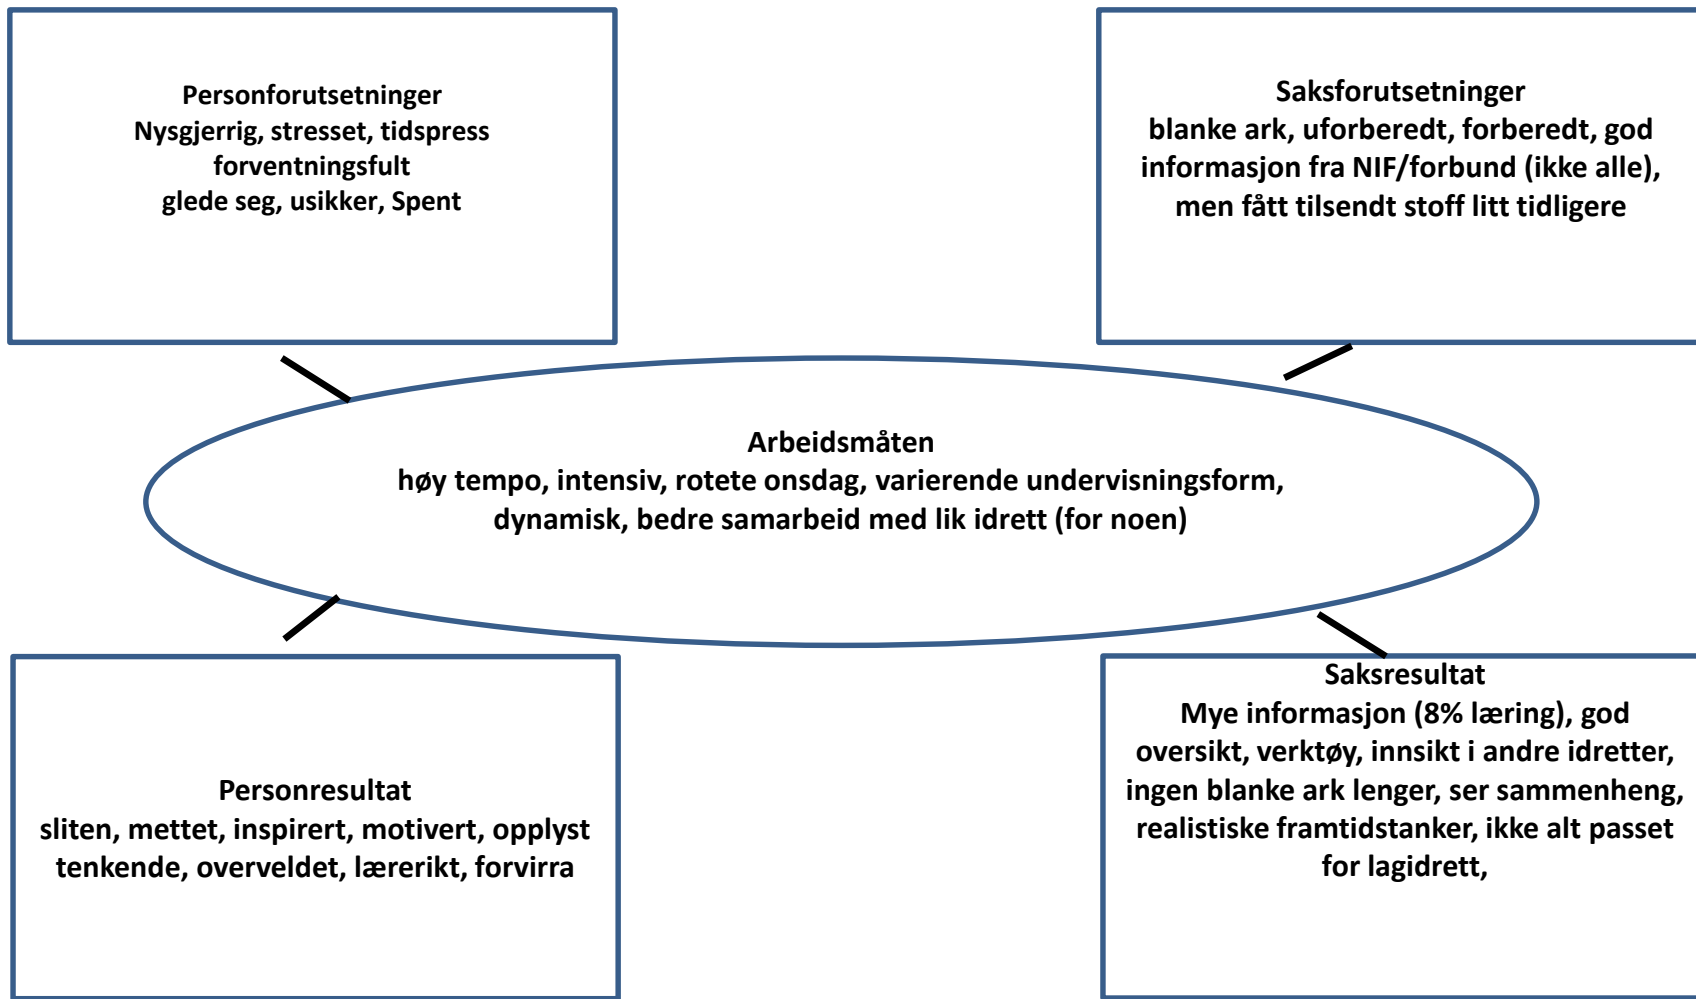 Personforutsetninger
Nysgjerrig, stresset, tidspress
forventningsfult
glede seg, usikker, Spent
Saksforutsetninger
blanke ark, uforberedt, forberedt, god
informasjon fra NIF/forbund (ikke alle),
men fått tilsendt stoff litt tidligere
Arbeidsmåten
høy tempo, intensiv, rotete onsdag, varierende undervisningsform,
dynamisk, bedre samarbeid med lik idrett (for noen)
Personresultat
sliten, mettet, inspirert, motivert, opplyst
tenkende, overveldet, lærerikt, forvirra
Saksresultat
Mye informasjon (8% læring), god
oversikt, verktøy, innsikt i andre idretter,
ingen blanke ark lenger, ser sammenheng,
realistiske framtidstanker, ikke alt passet
for lagidrett,